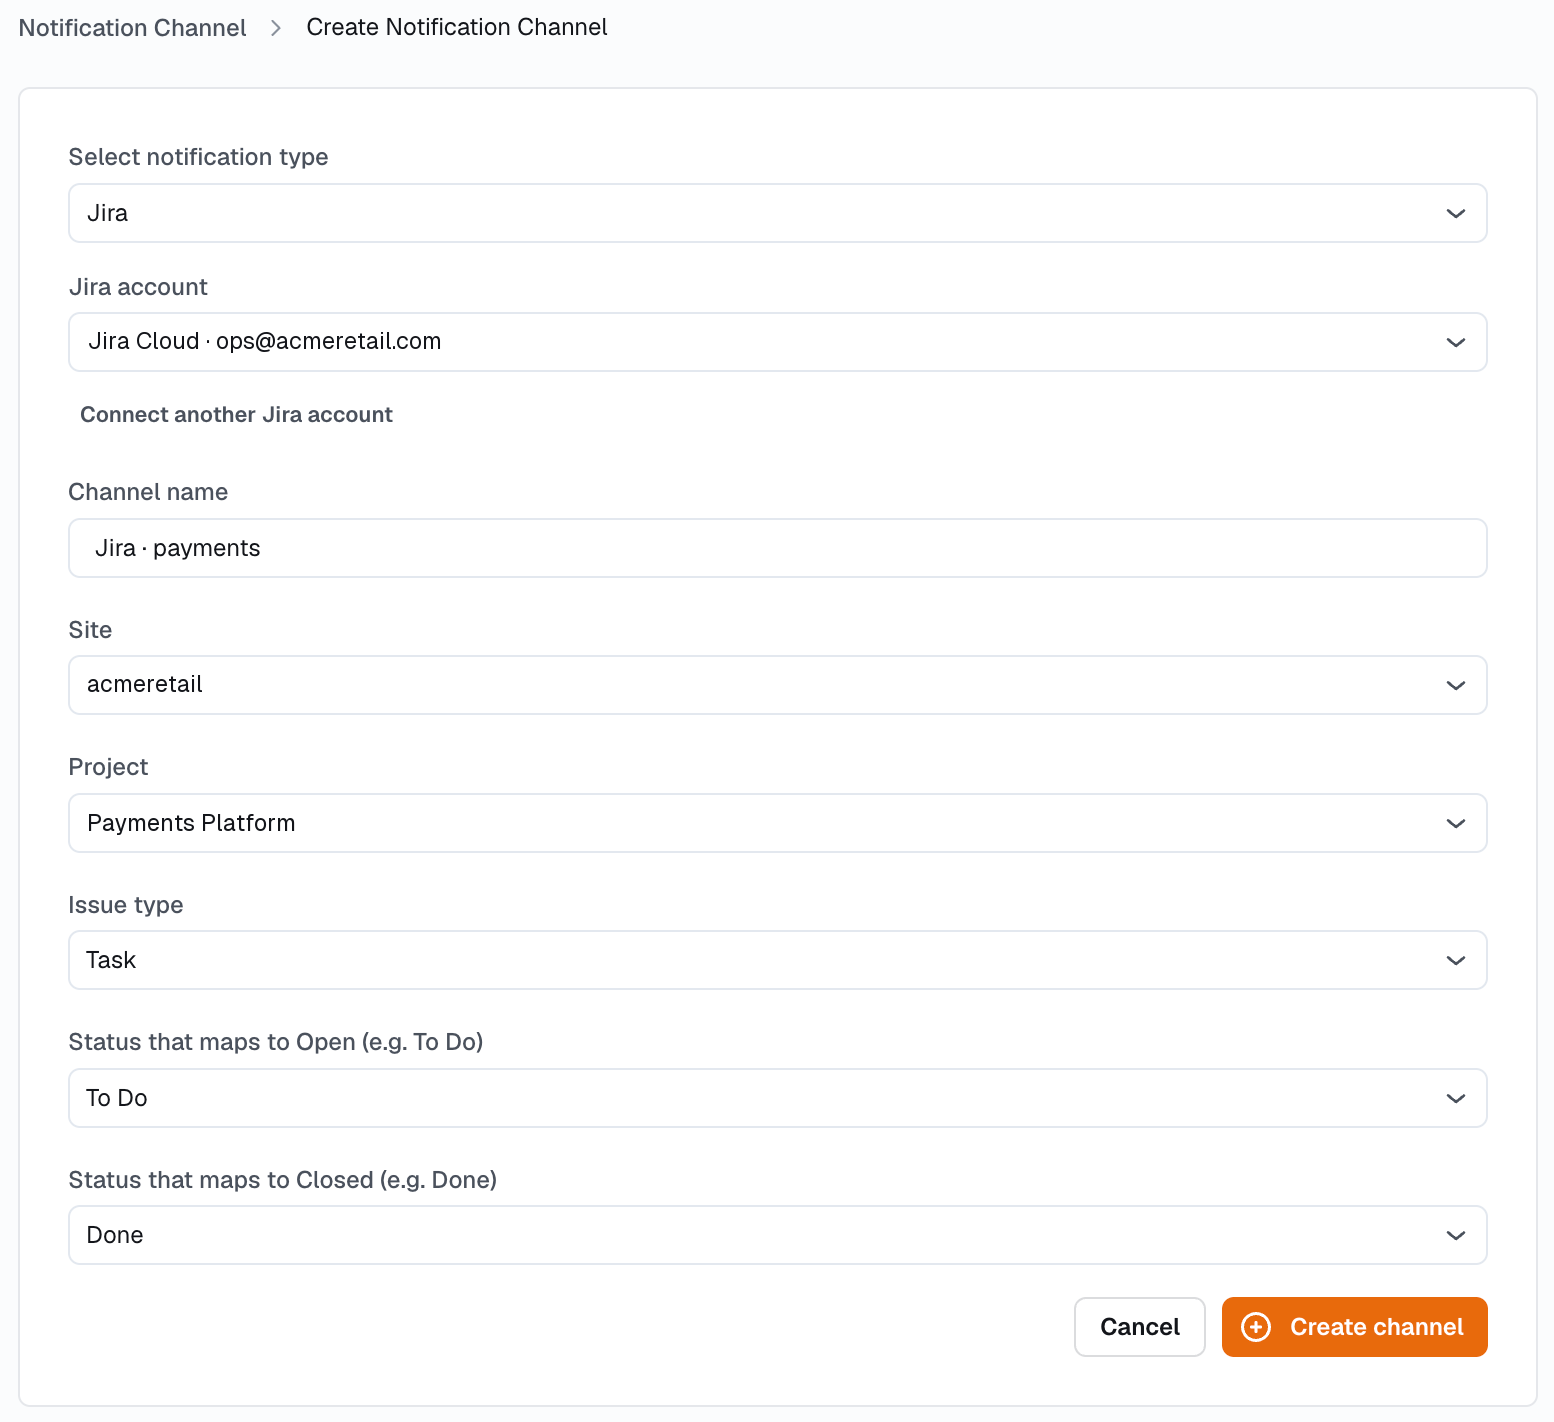 Notification Channel > Create Notification Channel
Select notification type
Jira
Jira account
Jira Cloud · ops@acmeretail.com
Connect another Jira account
Channel name
Jira · payments
Site
acmeretail
Project
Payments Platform
Issue type
Task
Status that maps to Open (e.g. To Do)
To Do
Status that maps to Closed (e.g. Done)
Done
Cancel
Create channel